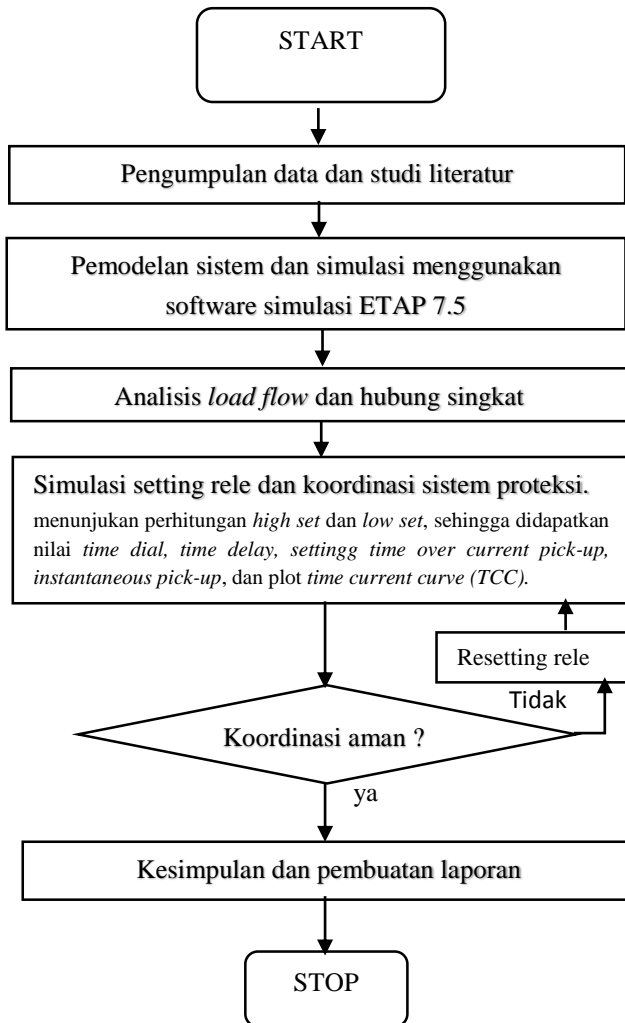 START
Pengumpulan data dan studi literatur
Pemodelan sistem dan simulasi menggunakan
software simulasi ETAP 7.5
Analisis load flow dan hubung singkat
Simulasi setting rele dan koordinasi sistem proteksi.
menunjukan perhitungan high set dan low set, sehingga didapatkan
nilai time dial, time delay, settingg time over current pick-up,
instantaneous pick-up, dan plot time current curve (TCC).
Resetting rele
Tidak
Koordinasi aman ?
ya
Kesimpulan dan pembuatan laporan
STOP